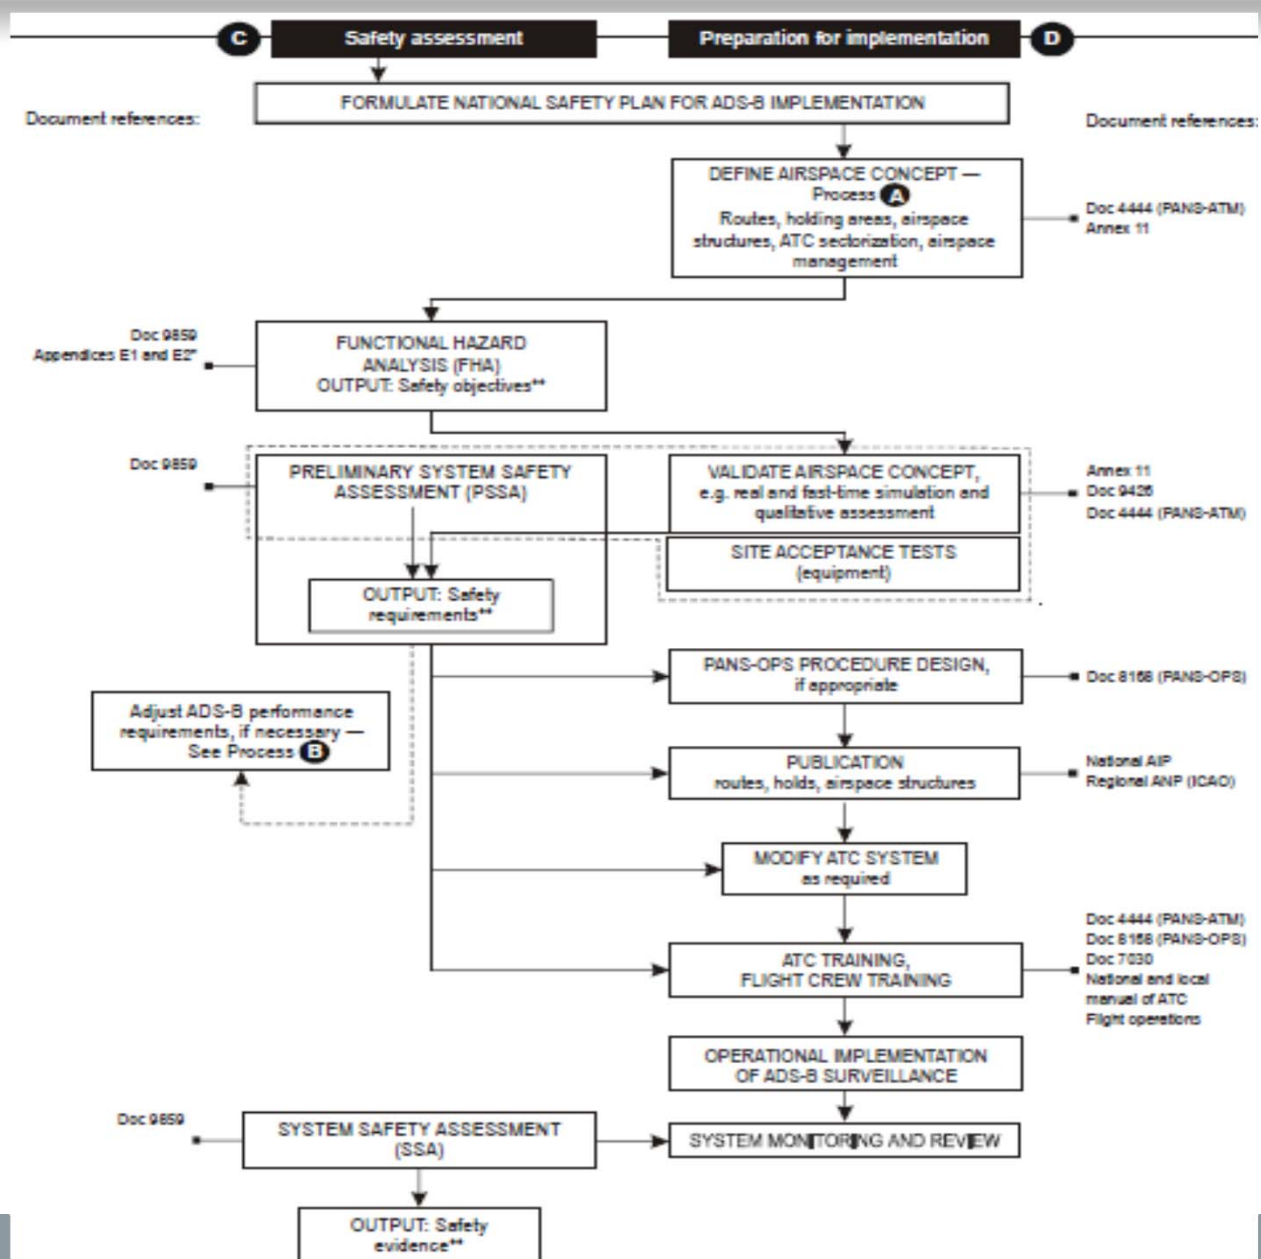 C Safety assessment Preparation for implementation D
FORMULATE NATIONAL SAFETY PLAN FOR ADS-B IMPLEMENTATION
Document references:
Document references:
DEFINE AIRSPACE CONCEPT —
Process A
Routes, holding areas, airspace
structures, ATC sectorization, airspace
management
Doc 4444 (PANS-ATM)
Annex 11
Doc 9859
Appendices E1 and E2*
FUNCTIONAL HAZARD
ANALYSIS (FHA)
OUTPUT: Safety objectives**
Doc 9859
PRELIMINARY SYSTEM SAFETY
ASSESSMENT (PSSA)
VALIDATE AIRSPACE CONCEPT,
e.g. real and fast-time simulation and
qualitative assessment
Annex 11
Doc 9426
Doc 4444 (PANS-ATM)
SITE ACCEPTANCE TESTS
(equipment)
OUTPUT: Safety
requirements**
PANS-OPS PROCEDURE DESIGN,
if appropriate
Doc 8168 (PANS-OPS)
Adjust ADS-B performance
requirements, if necessary —
See Process B
PUBLICATION
routes, holds, airspace structures
National AIP
Regional ANP (ICAO)
MODIFY ATC SYSTEM
as required
ATC TRAINING,
FLIGHT CREW TRAINING
Doc 4444 (PANS-ATM)
Doc 8168 (PANS-OPS)
Doc 7030
National and local
manual of ATC
Flight operations
OPERATIONAL IMPLEMENTATION
OF ADS-B SURVEILLANCE
Doc 9859
SYSTEM SAFETY ASSESSMENT
(SSA)
SYSTEM MONITORING AND REVIEW
OUTPUT: Safety
evidence**